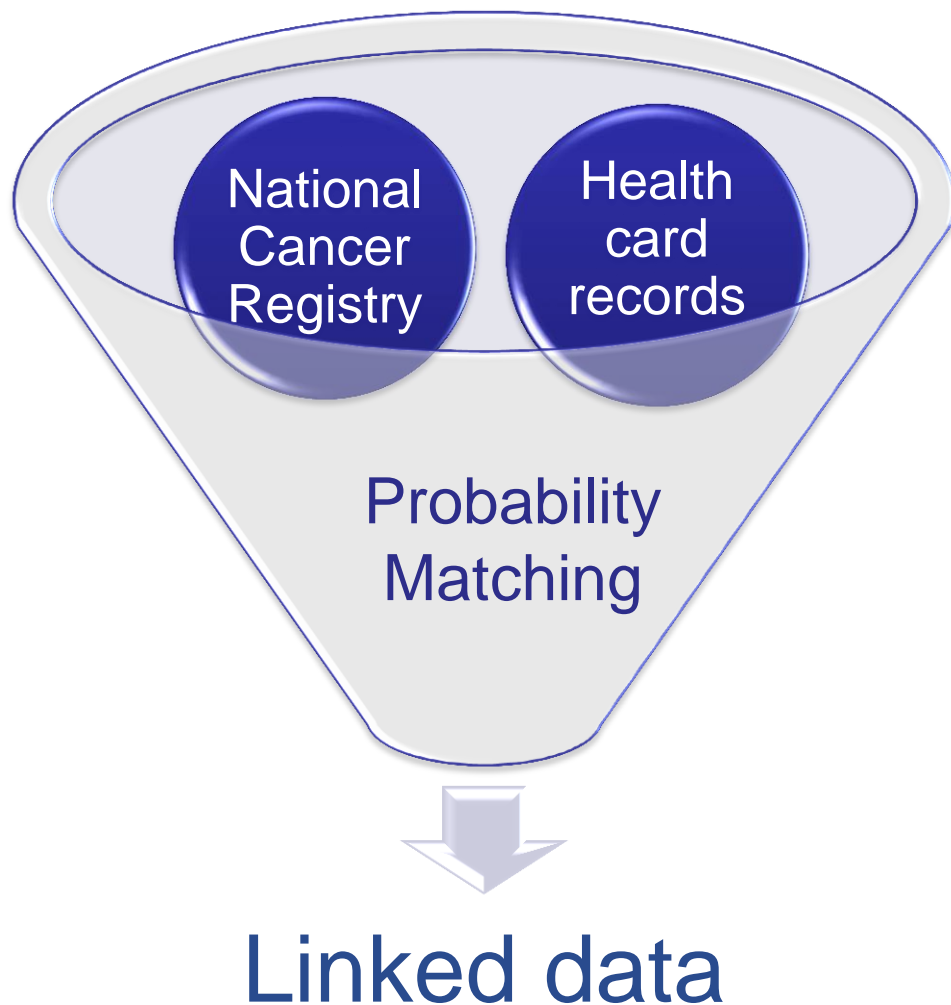 National
Cancer
Registry
Health
card
records
Probability
Matching
Linked data